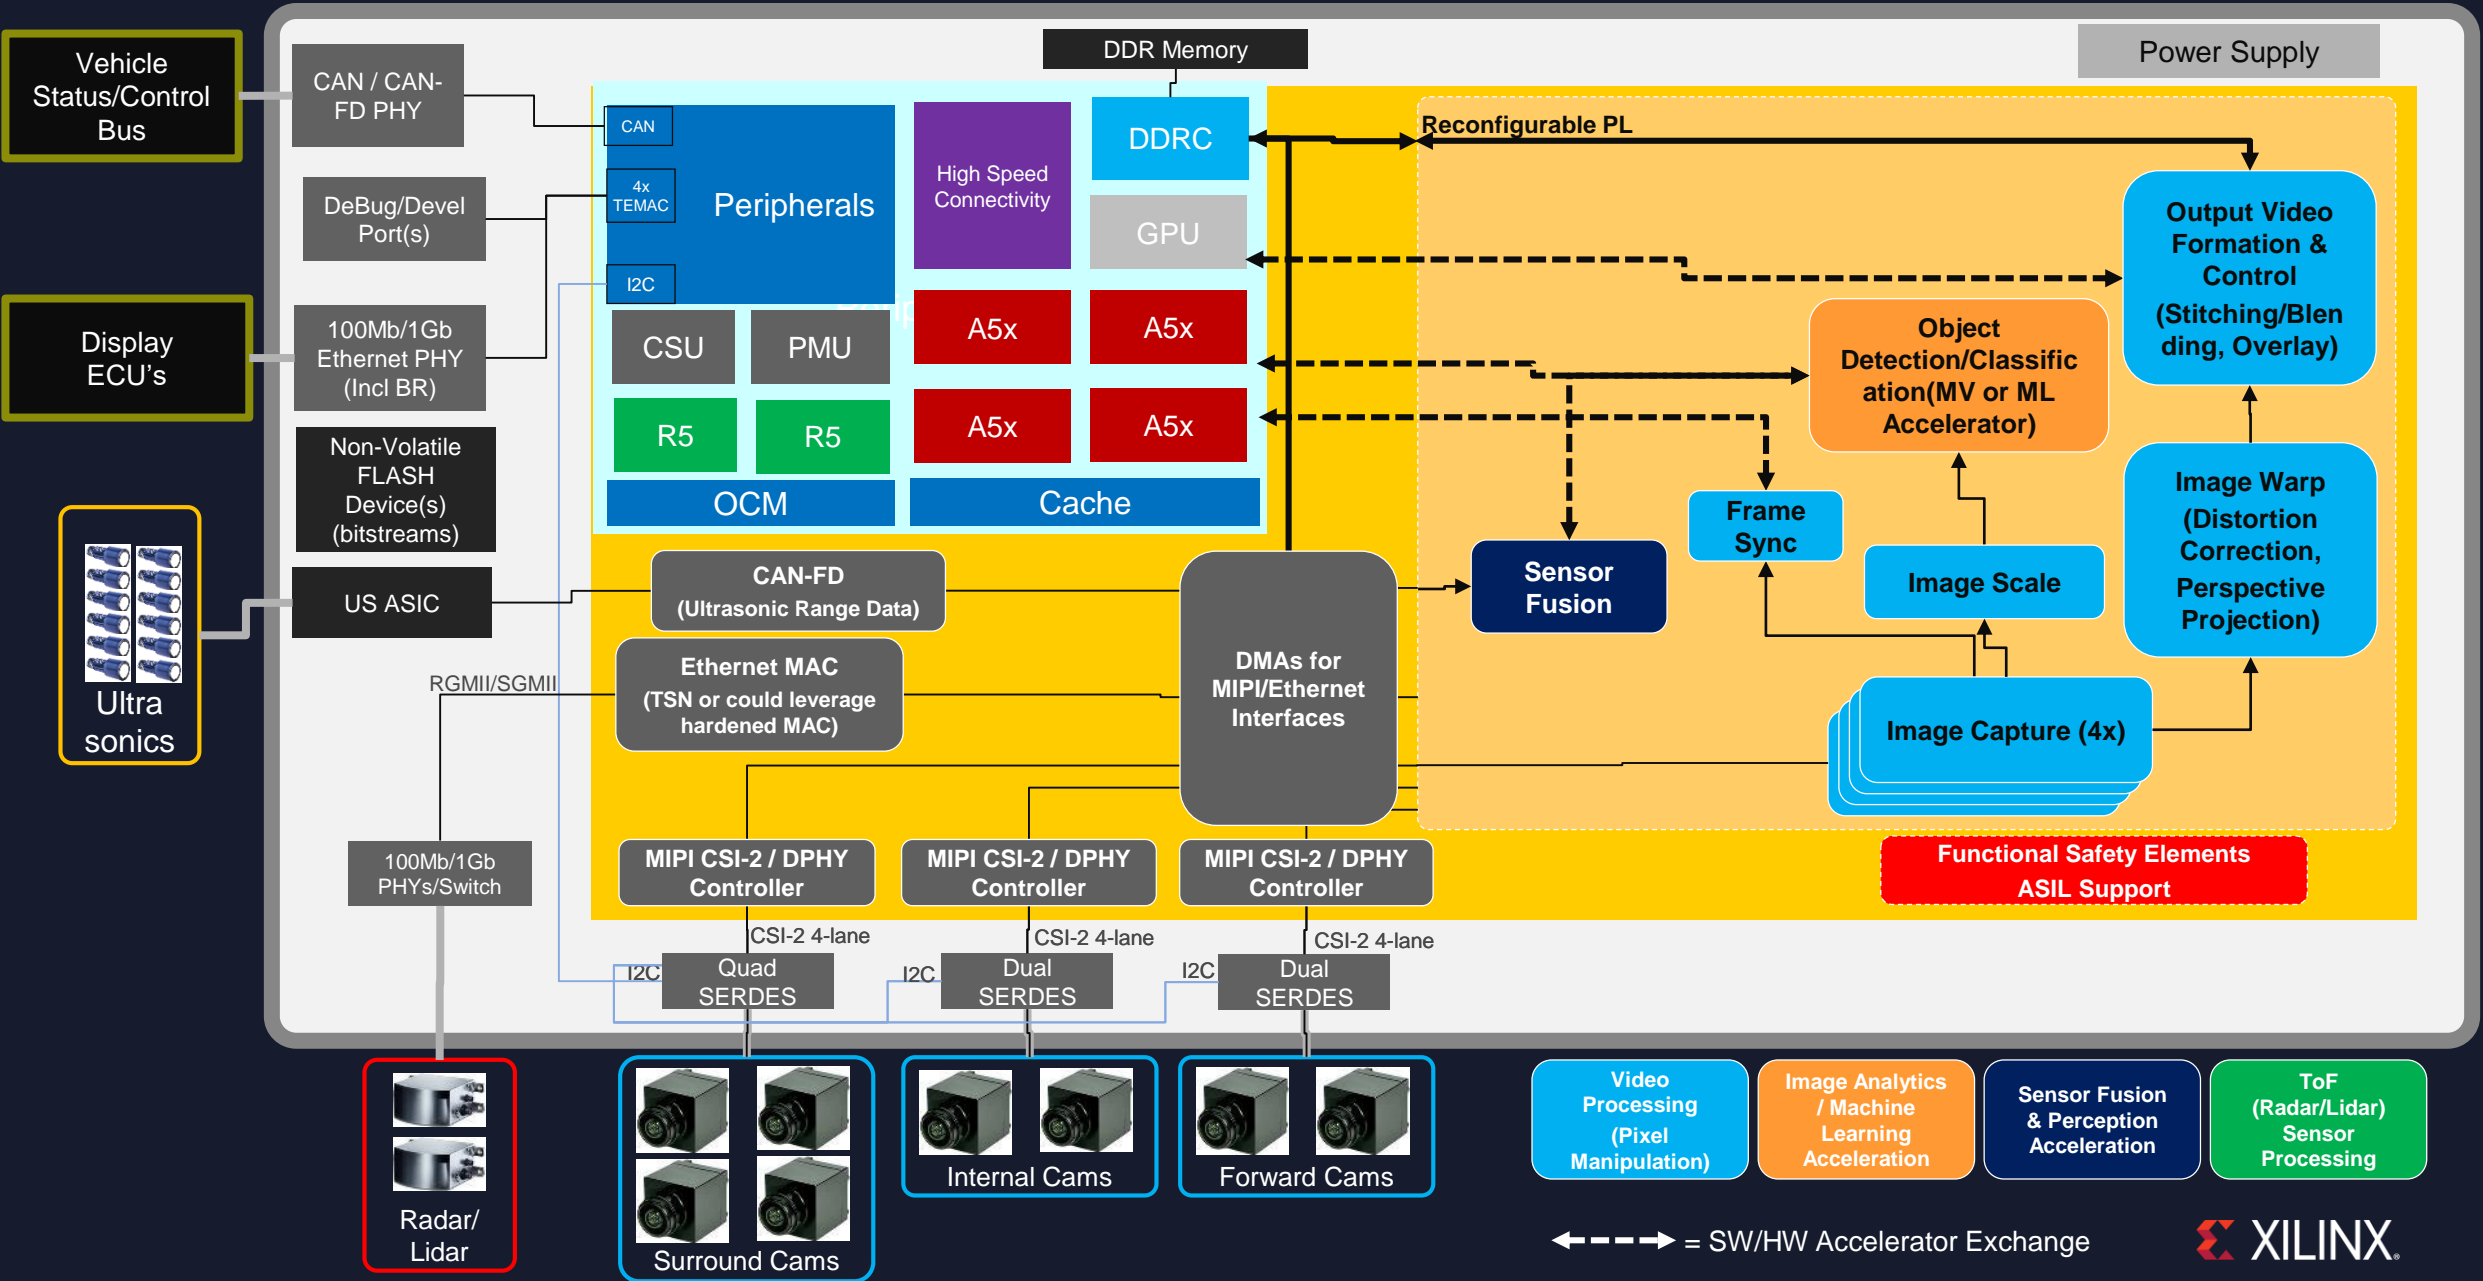 Vehicle
Status/Control
Bus
CAN / CAN-
FD PHY
DDR Memory
Power Supply
CAN
4x
TEMAC
Peripherals
I2C
High Speed
Connectivity
DDRC
GPU
Reconfigurable PL
DeBug/Devel
Port(s)
Display
ECU's
100Mb/1Gb
Ethernet PHY
(Incl BR)
CSU
PMU
A5x
A5x
R5
R5
A5x
A5x
OCM
Cache
Output Video
Formation &
Control
(Stitching/Blen
ding, Overlay)
Object
Detection/Classific
ation(MV or ML
Accelerator)
Non-Volatile
FLASH
Device(s)
(bitstreams)
Frame
Sync
Image Warp
(Distortion
Correction,
Perspective
Projection)
Sensor
Fusion
Image Scale
Ultra
sonics
US ASIC
CAN-FD
(Ultrasonic Range Data)
RGMII/SGMII
Ethernet MAC
(TSN or could leverage
hardened MAC)
DMAs for
MIPI/Ethernet
Interfaces
Image Capture (4x)
100Mb/1Gb
PHYs/Switch
MIPI CSI-2 / DPHY
Controller
MIPI CSI-2 / DPHY
Controller
MIPI CSI-2 / DPHY
Controller
Functional Safety Elements
ASIL Support
CSI-2 4-lane
CSI-2 4-lane
CSI-2 4-lane
I2C
Quad
SERDES
I2C
Dual
SERDES
I2C
Dual
SERDES
Radar/
Lidar
Surround Cams
Internal Cams
Forward Cams
Video
Processing
(Pixel
Manipulation)
Image Analytics
/ Machine
Learning
Acceleration
Sensor Fusion
& Perception
Acceleration
ToF
(Radar/Lidar)
Sensor
Processing
= SW/HW Accelerator Exchange
XILINX.